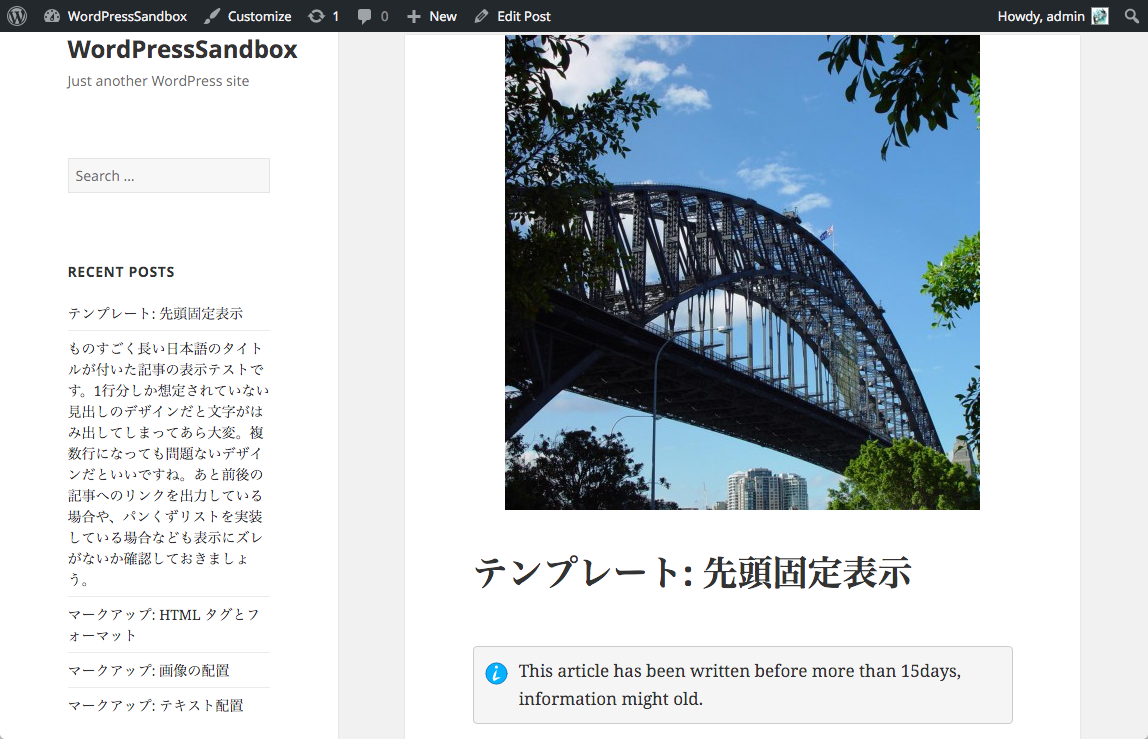 WordPressSandbox Customize 1 0 New Edit Post Howdy, admin
WordPressSandbox
Just another WordPress site
Search ...
RECENT POSTS
テンプレート: 先頭固定表示
ものすごく長い日本語のタイト
ルが付いた記事の表示テストで
す。1行分しか想定されていない
見出しのデザインだと文字がは
み出してしまってあら大変。複
数行になっても問題ないデザイ
ンだといいですね。あと前後の
記事へのリンクを出力している
場合や、パンくずリストを実装
している場合なども表示にズレ
がないか確認しておきましょ
う。
マークアップ: HTML タグとフ
ォーマット
マークアップ: 画像の配置
マークアップ: テキスト配置
テンプレート: 先頭固定表示
This article has been written before more than 15days,
information might old.